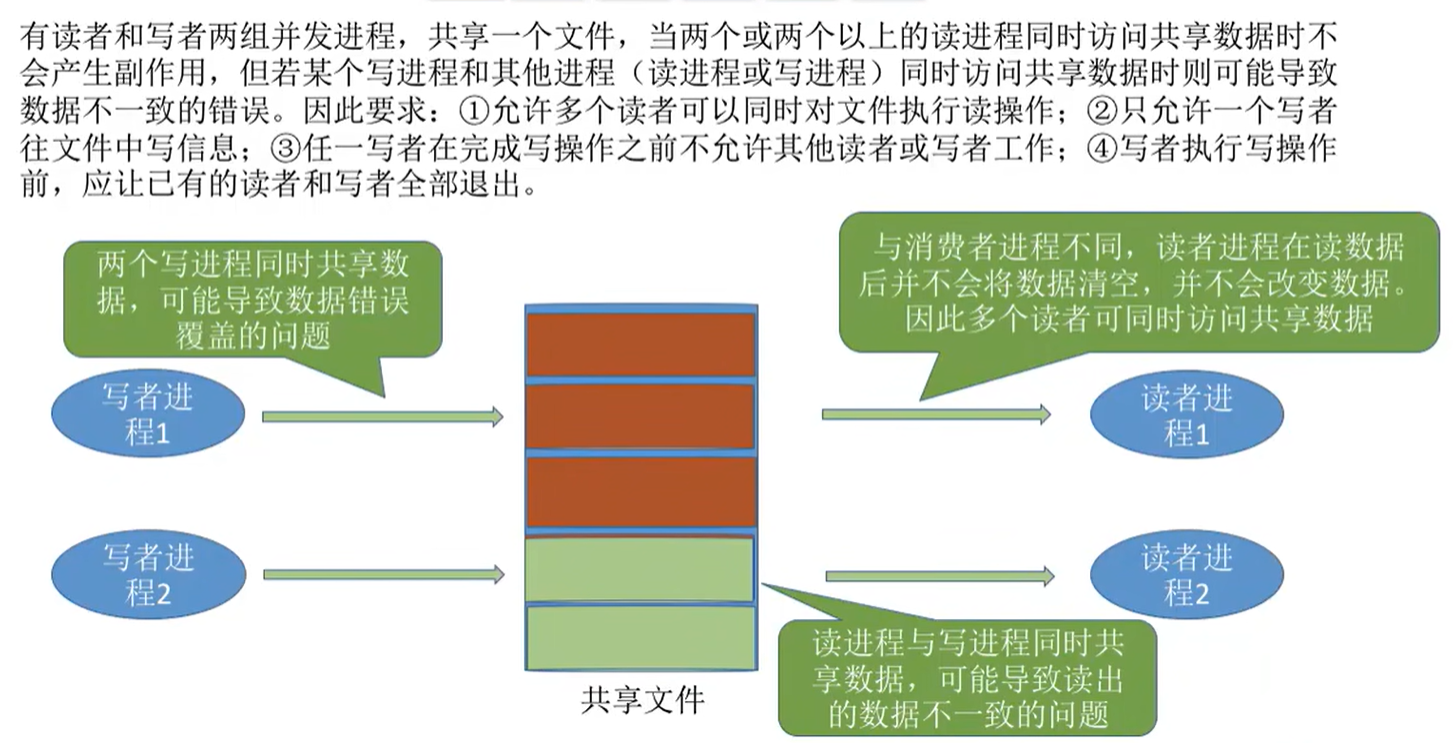 有读者和写者两组并发进程，共享一个文件，当两个或两个以上的读进程同时访问共享数据时不
会产生副作用，但若某个写进程和其他进程（读进程或写进程）同时访问共享数据时则可能导致
数据不一致的错误。因此要求：①允许多个读者可以同时对文件执行读操作；②只允许一个写者
往文件中写信息；③任一写者在完成写操作之前不允许其他读者或写者工作；④写者执行写操作
前，应让已有的读者和写者全部退出。
两个写进程同时共享数
据，可能导致数据错误
覆盖的问题
与消费者进程不同，读者进程在读数据
后并不会将数据清空，并不会改变数据。
因此多个读者可同时访问共享数据
写者进
程1
读者进
程1
写者进
程2
读者进
程2
读进程与写进程同时共
享数据，可能导致读出
的数据不一致的问题
共享文件